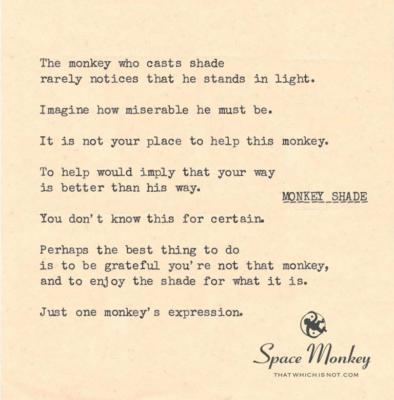 The monkey who casts shade
rarely notices that he stands in light.
Imagine how miserable he must be.
It is not your place to help this monkey.
To help would imply that your way
is better than his way.
MONKEY SHADE
You don't know this for certain.
Perhaps the best thing to do
is to be grateful you're not that monkey,
and to enjoy the shade for what it is.
Just one monkey's expression.
Space Monkey
THATWHICHISNOT.COM